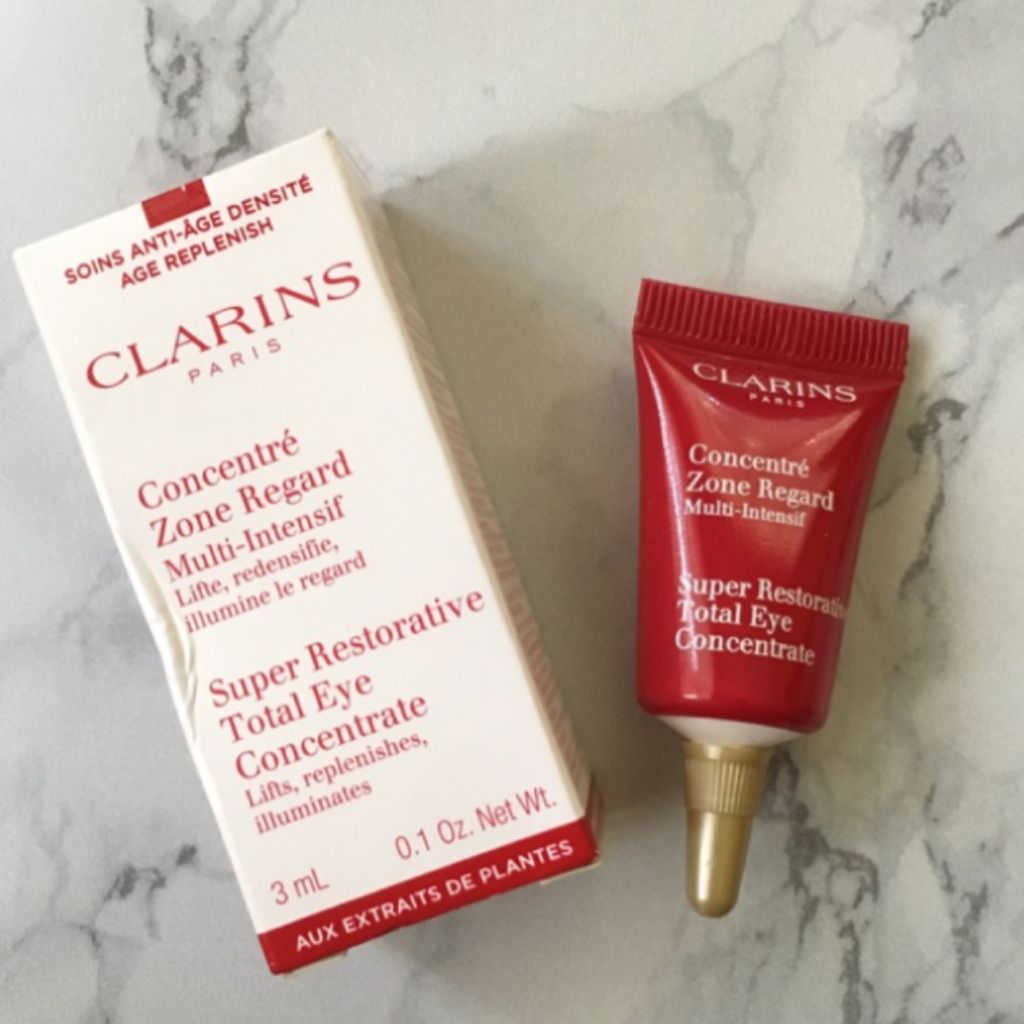 SOINS ANTI-ÂGE DENSITÉ
AGE REPLENISH
CLARINS
PARIS
Concentré
Zone Regard
Multi-Intensif
Lifte, redensifie,
illumine le regard
Super Restorative
Total Eye
Concentrate
Lifts, replenishes,
illuminates
3 mL 0.1 Oz. Net Wt.
AUX EXTRAITS DE PLANTES
CLARINS
PARIS
Concentré
Zone Regard
Multi-Intensif
Super Restorativ
Total Eye
Concentrate